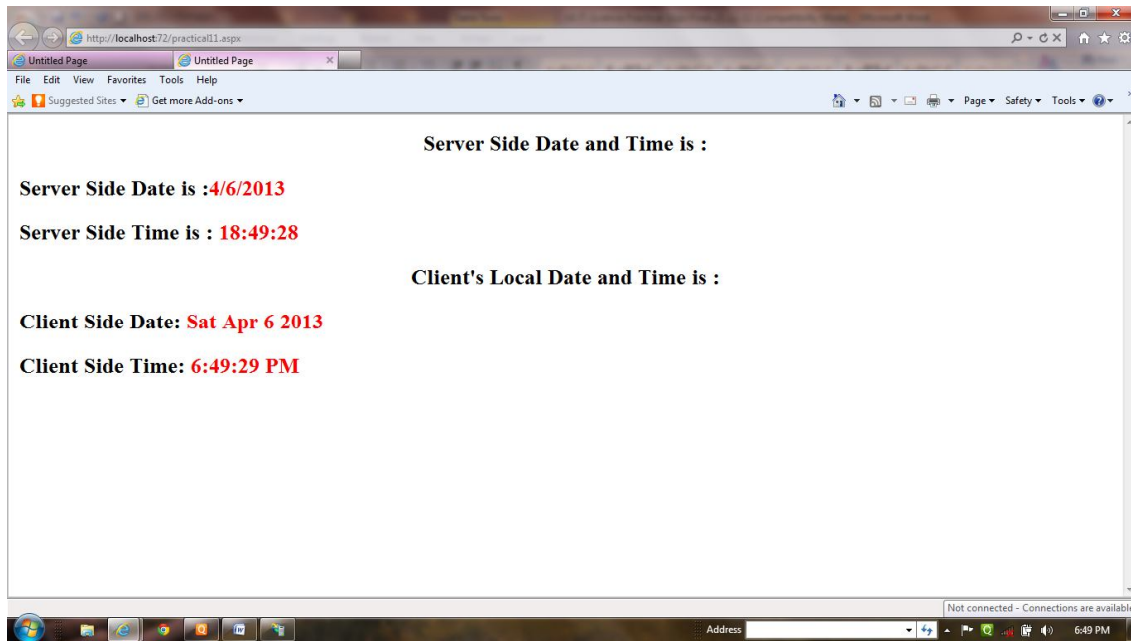 http://localhost:72/practical11.aspx
Untitled Page
Untitled Page
File Edit View Favorites Tools Help
Suggested Sites Get more Add-ons
Page Safety Tools
Server Side Date and Time is :
Server Side Date is :4/6/2013
Server Side Time is : 18:49:28
Client's Local Date and Time is :
Client Side Date: Sat Apr 6 2013
Client Side Time: 6:49:29 PM
Not connected - Connections are available
Address
6:49 PM